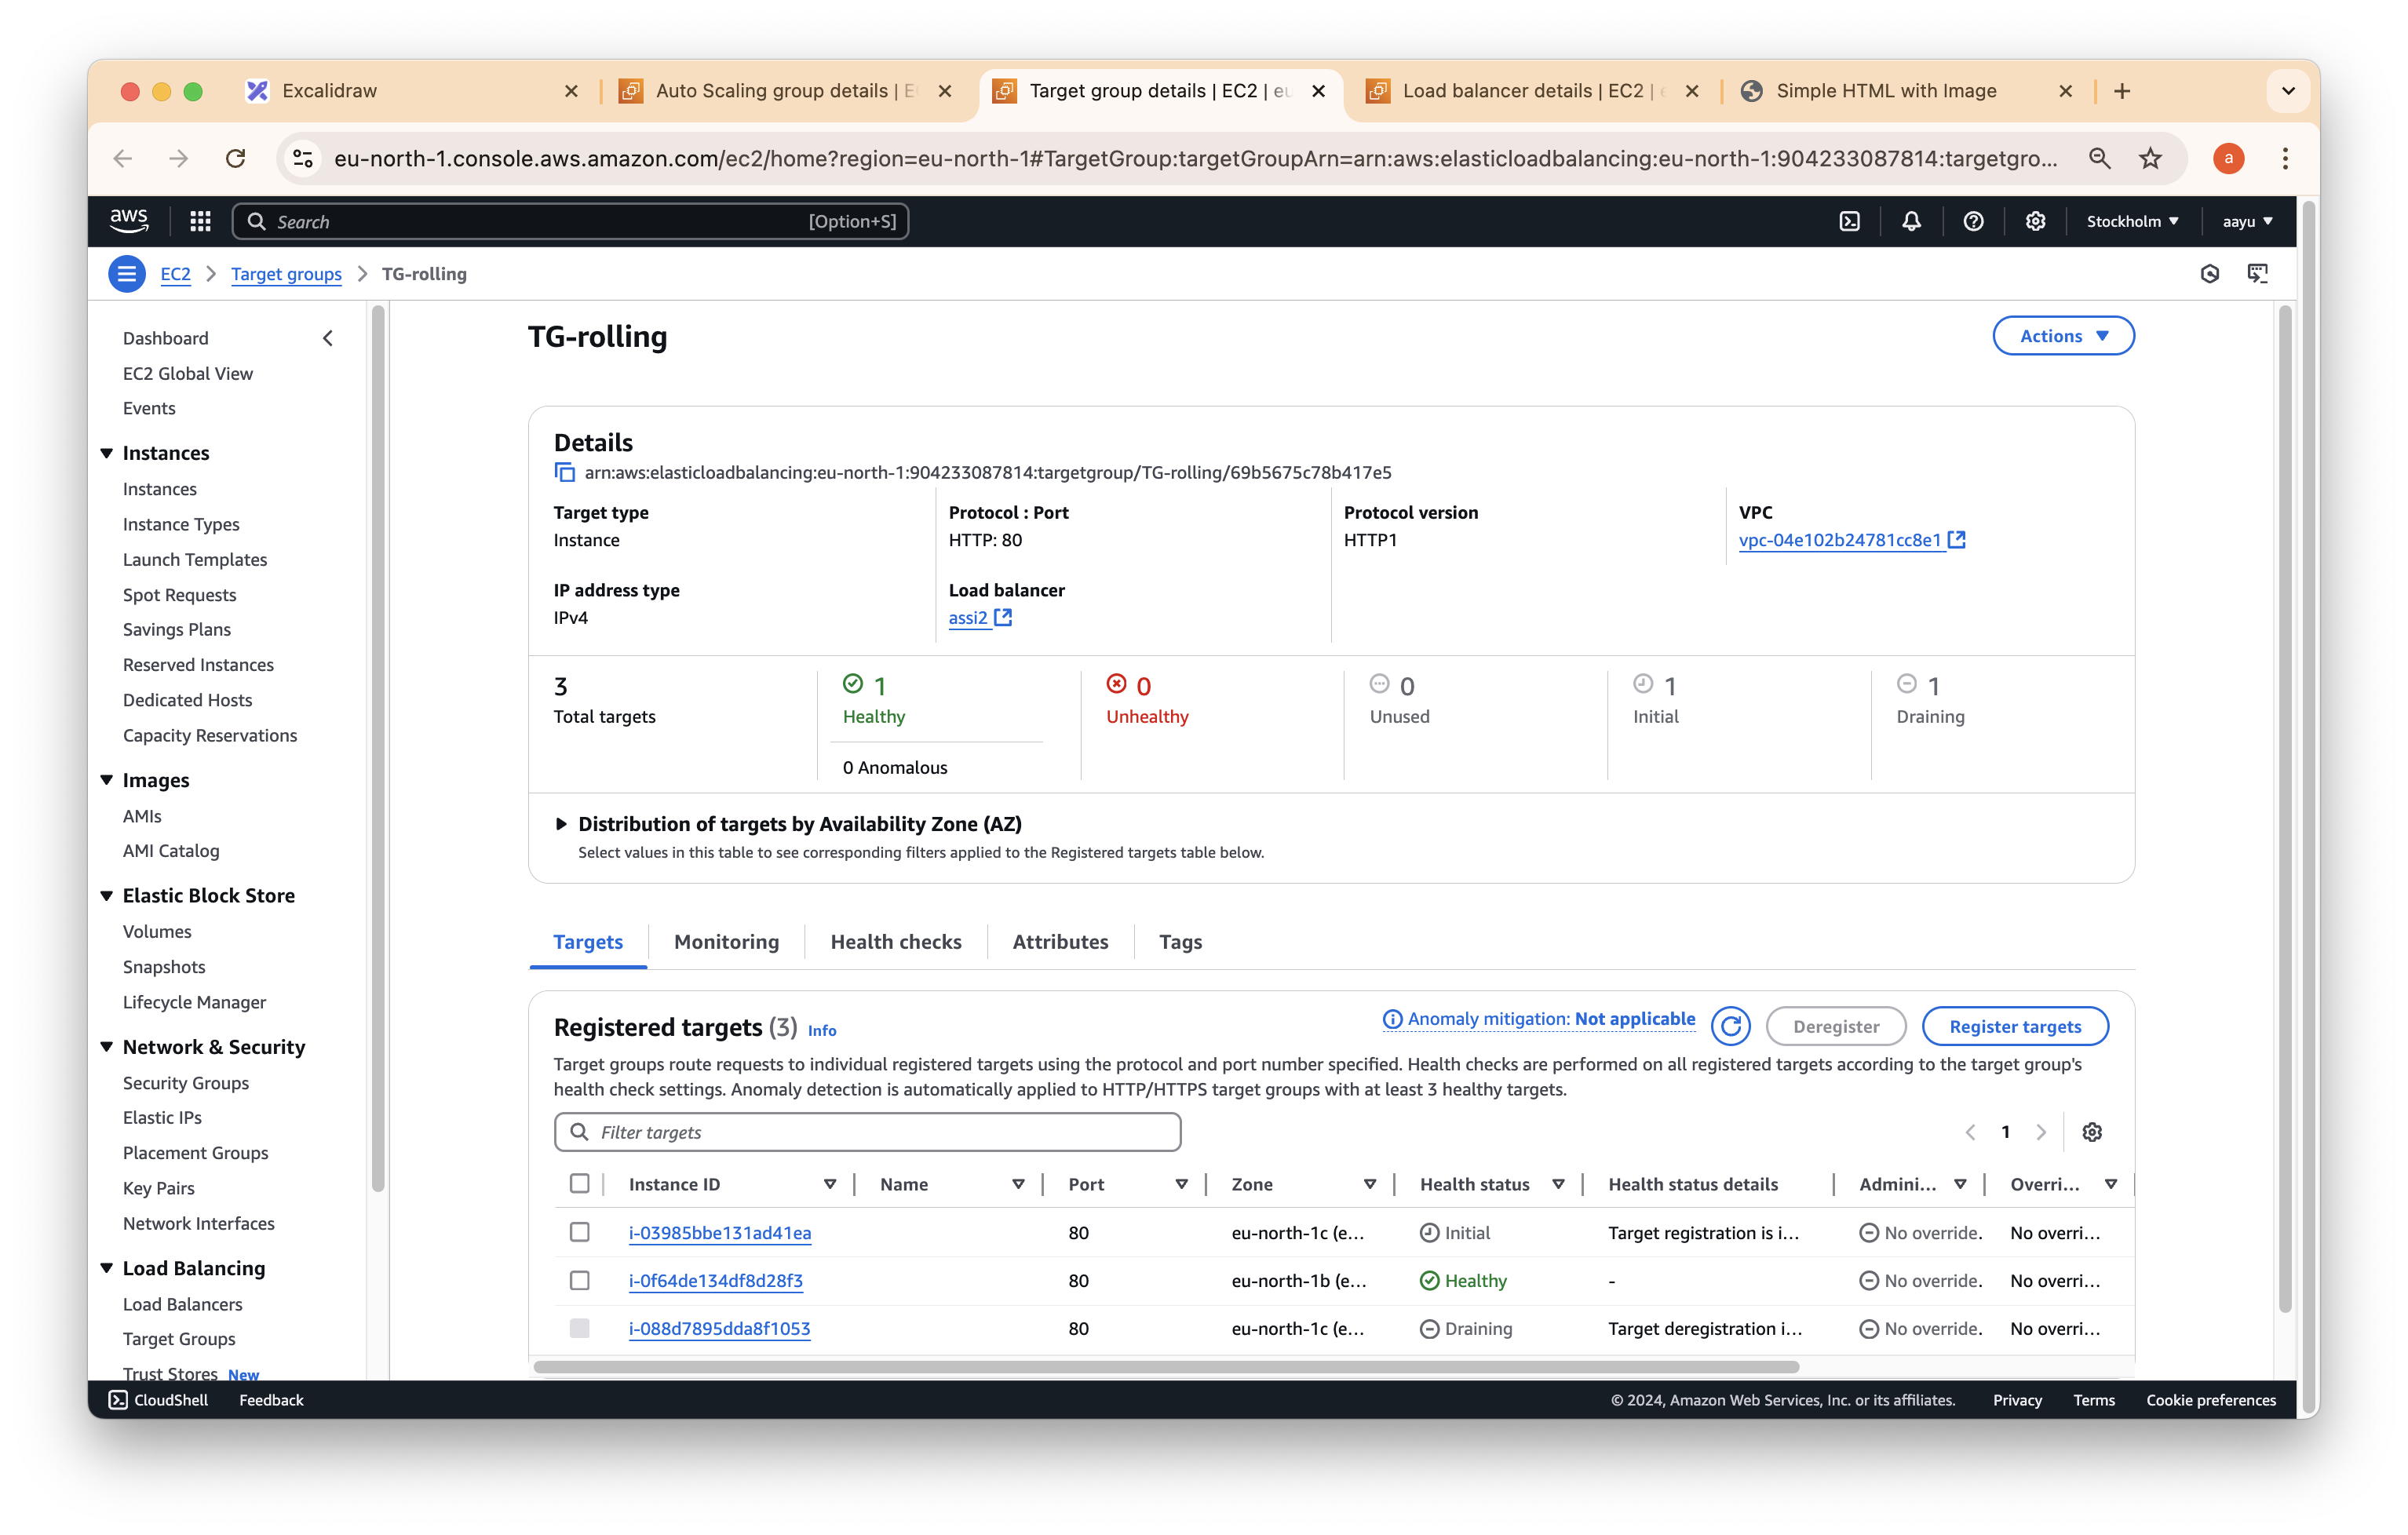 Excalidraw
Auto Scaling group details | E
Target group details | EC2 | eu
Load balancer details | EC2 | e
Simple HTML with Image
eu-north-1.console.aws.amazon.com/ec2/home?region=eu-north-1#TargetGroup:targetGroupArn=arn:aws:elasticloadbalancing:eu-north-1:904233087814:targetgro...
a
aws
Search
[Option+S]
Stockholm
aayu
EC2 > Target groups > TG-rolling
Dashboard
EC2 Global View
Events
Instances
Instances
Instance Types
Launch Templates
Spot Requests
Savings Plans
Reserved Instances
Dedicated Hosts
Capacity Reservations
Images
AMIs
AMI Catalog
Elastic Block Store
Volumes
Snapshots
Lifecycle Manager
Network & Security
Security Groups
Elastic IPs
Placement Groups
Key Pairs
Network Interfaces
Load Balancing
Load Balancers
Target Groups
Trust Stores New
TG-rolling
Actions
Details
arn:aws:elasticloadbalancing:eu-north-1:904233087814:targetgroup/TG-rolling/69b5675c78b417e5
Target type
Instance
Protocol : Port
HTTP: 80
Protocol version
HTTP1
VPC
vpc-04e102b24781cc8e1
IP address type
IPv4
Load balancer
assi2
3
Total targets
1
Healthy
0 Anomalous
0
Unhealthy
0
Unused
1
Initial
1
Draining
Distribution of targets by Availability Zone (AZ)
Select values in this table to see corresponding filters applied to the Registered targets table below.
Targets
Monitoring
Health checks
Attributes
Tags
Registered targets (3) Info
Anomaly mitigation: Not applicable
Deregister
Register targets
Target groups route requests to individual registered targets using the protocol and port number specified. Health checks are performed on all registered targets according to the target group's
health check settings. Anomaly detection is automatically applied to HTTP/HTTPS target groups with at least 3 healthy targets.
Filter targets
1
Instance ID Name Port Zone Health status Health status details Admini... Overri...
i-03985bbe131ad41ea 80 eu-north-1c (e... Initial Target registration is i... No override. No overri...
i-0f64de134df8d28f3 80 eu-north-1b (e... Healthy - No override. No overri...
i-088d7895dda8f1053 80 eu-north-1c (e... Draining Target deregistration i... No override. No overri...
CloudShell
Feedback
© 2024, Amazon Web Services, Inc. or its affiliates.
Privacy
Terms
Cookie preferences